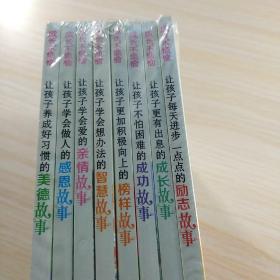 让孩子养成好习惯的美德故事
让孩子学会做人的感恩故事
让孩子学会爱的亲情故事
让孩子学会想办法的智慧故事
让孩子更加积极向上的榜样故事
让孩子不怕困难的成功故事
让孩子更有出息的成长故事
让孩子每天进步一点点的励志故事